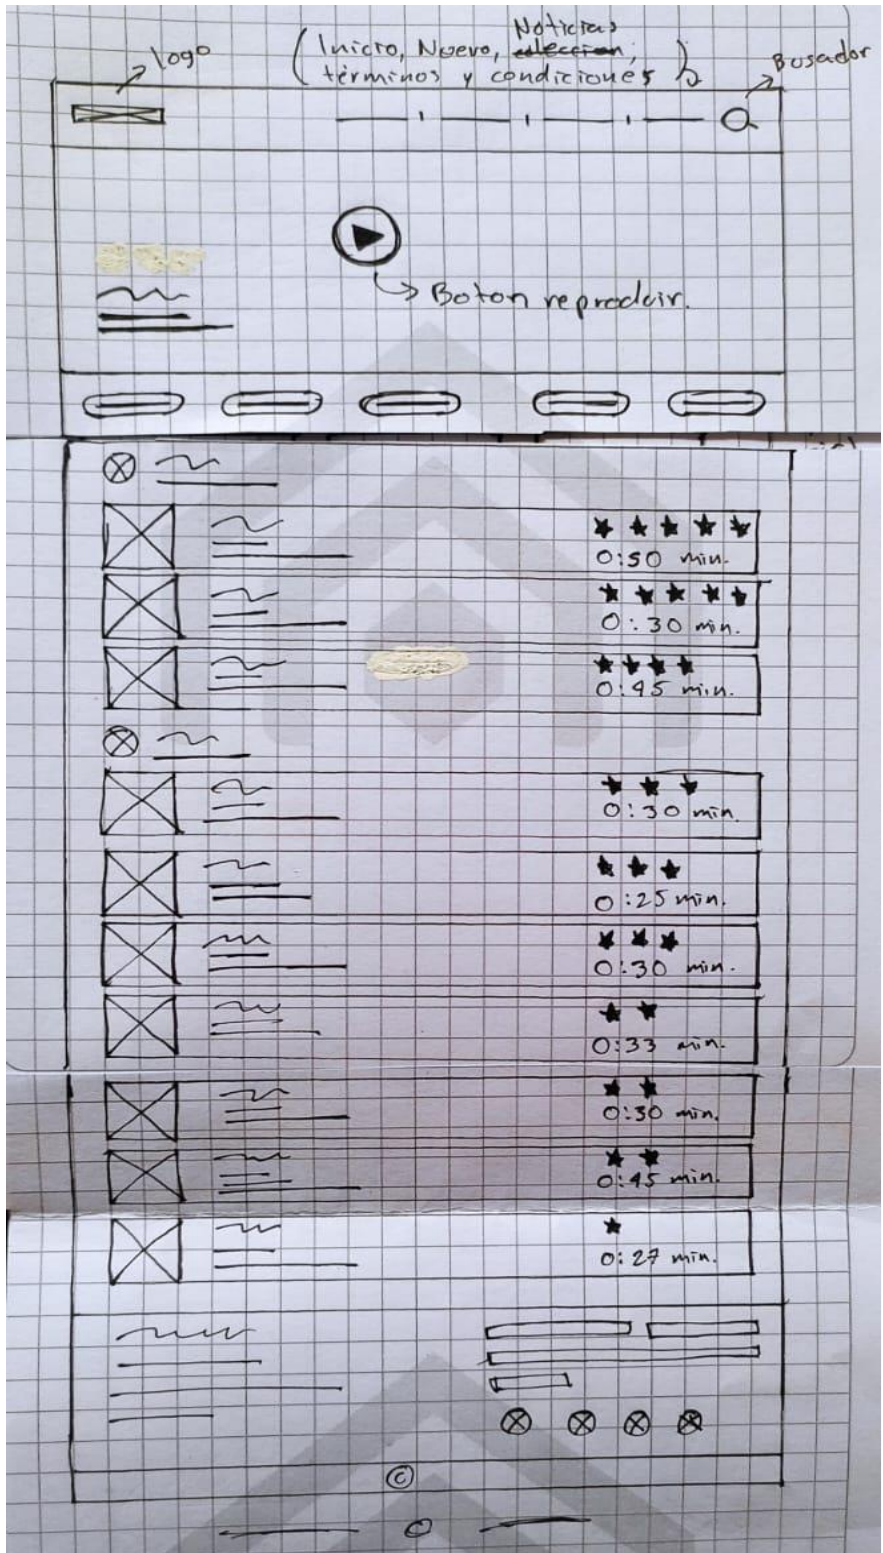 Logo
Noticias
(Inicio, Nuevo, coleccion,
términos y condiciones)
Busador
Boton reproducir.
0:50 min.
0:30 min.
0:45 min.
0:30 min.
0:25 min.
0:30 min.
0:33 min.
0:30 min.
0:45 min.
0:27 min.
©